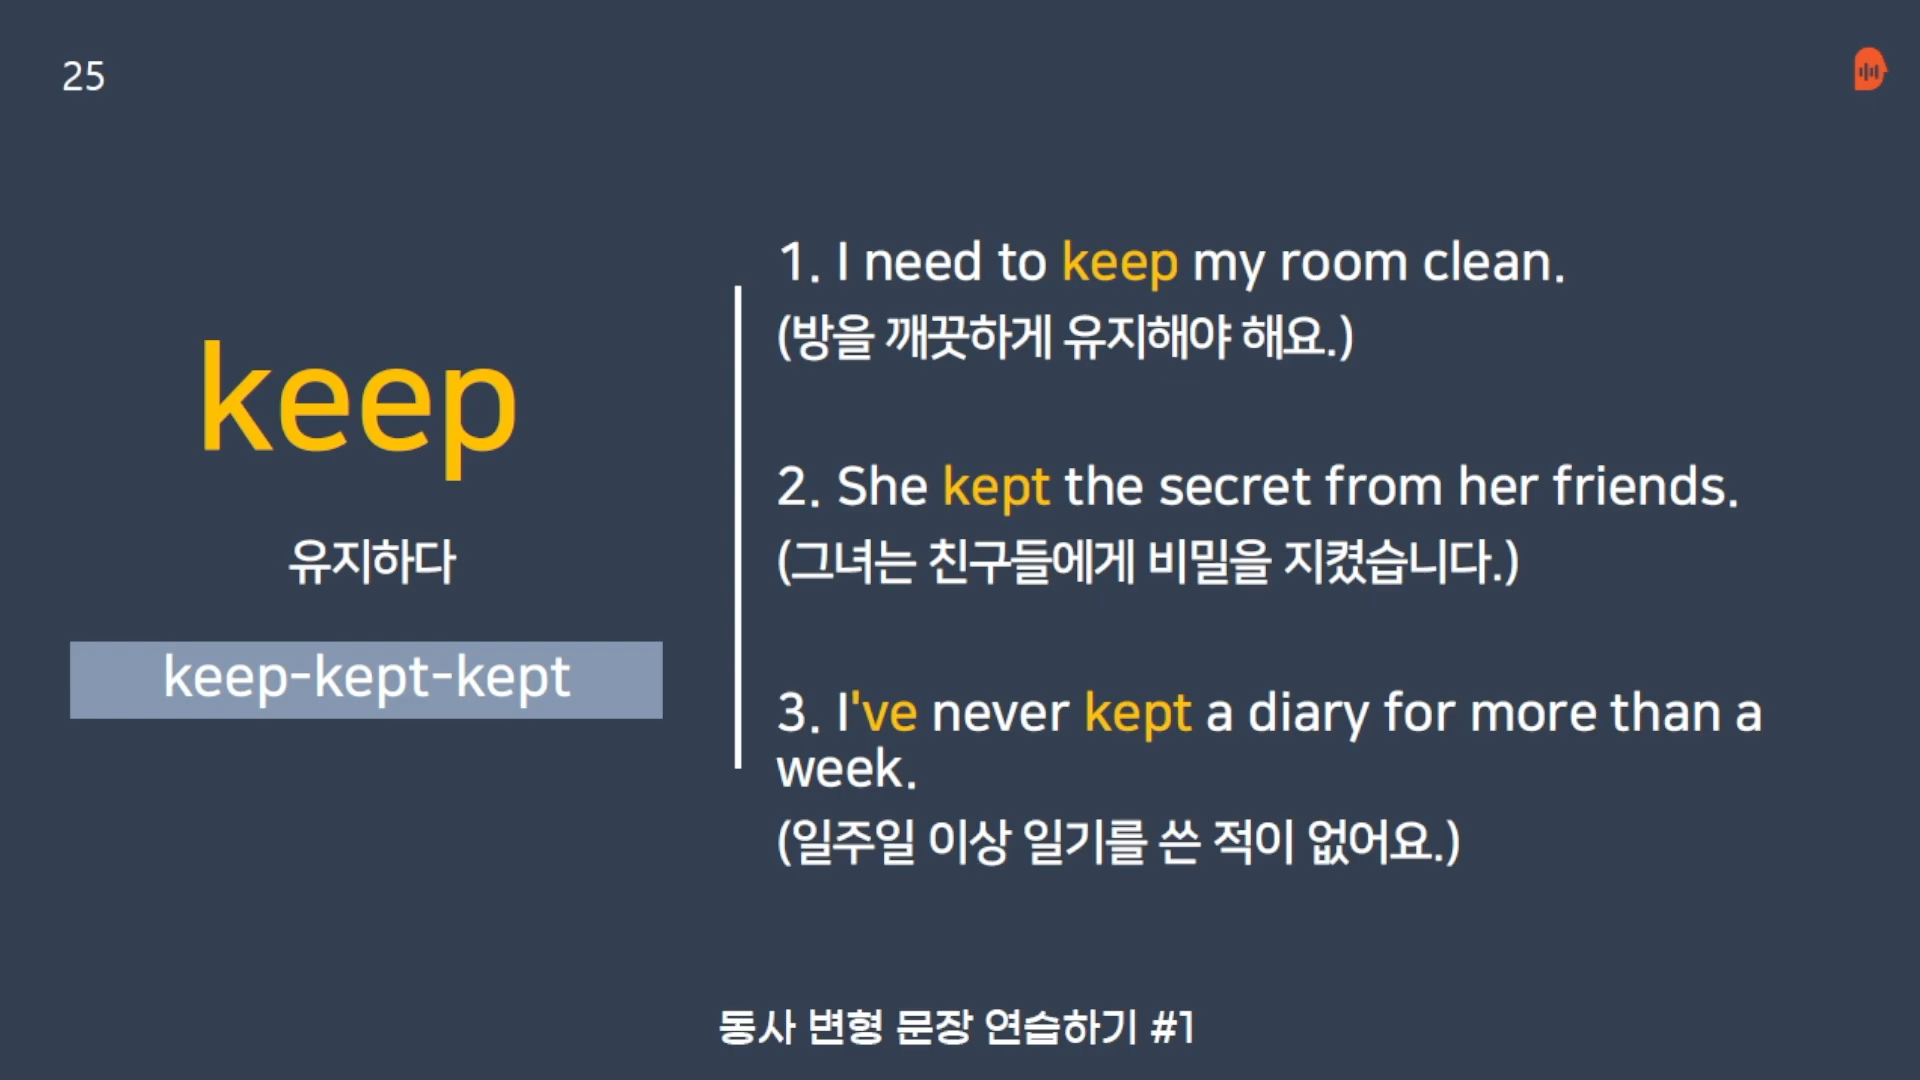 25
keep
유지하다
keep-kept-kept
1. I need to keep my room clean.
(방을 깨끗하게 유지해야 해요.)
2. She kept the secret from her friends.
(그녀는 친구들에게 비밀을 지켰습니다.)
3. I've never kept a diary for more than a
week.
(일주일 이상 일기를 쓴 적이 없어요.)
동사 변형 문장 연습하기 #1